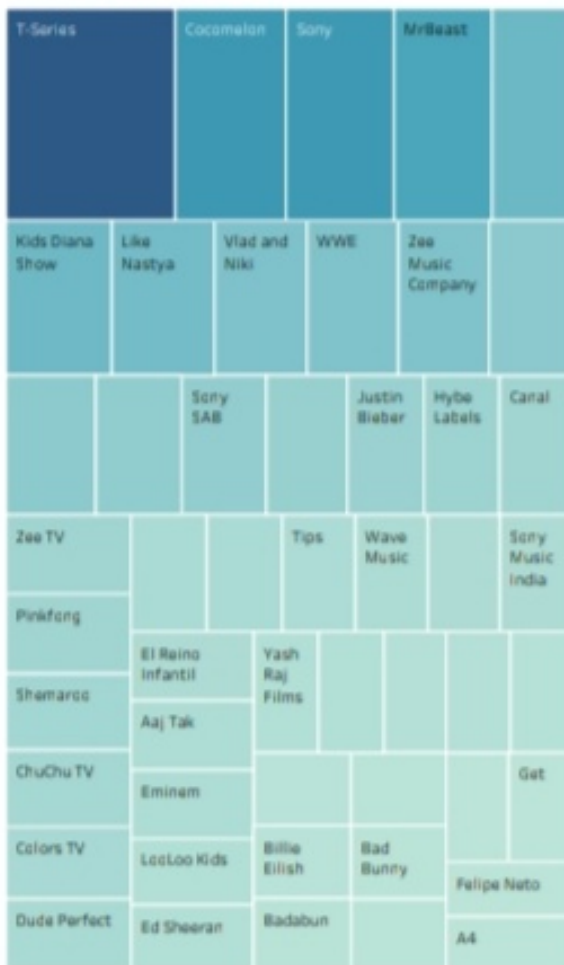 T-Series
Cocomelon
Sony
MrBeast
Kids Diana
Show
Like
Nastya
Vlad and
Niki
WWE
Zee
Music
Company
Sony
SAB
Justin
Bieber
Hybe
Labels
Canal
Zee TV
Tips
Wave
Music
Sony
Music
India
Pinkfong
El Reino
Infantil
Yash
Raj
Films
Shemaroo
Aaj Tak
ChuChu TV
Eminem
Get
Colors TV
LooLoo Kids
Billie
Eilish
Bad
Bunny
Felipe Neto
Dude Perfect
Ed Sheeran
Badabun
A4